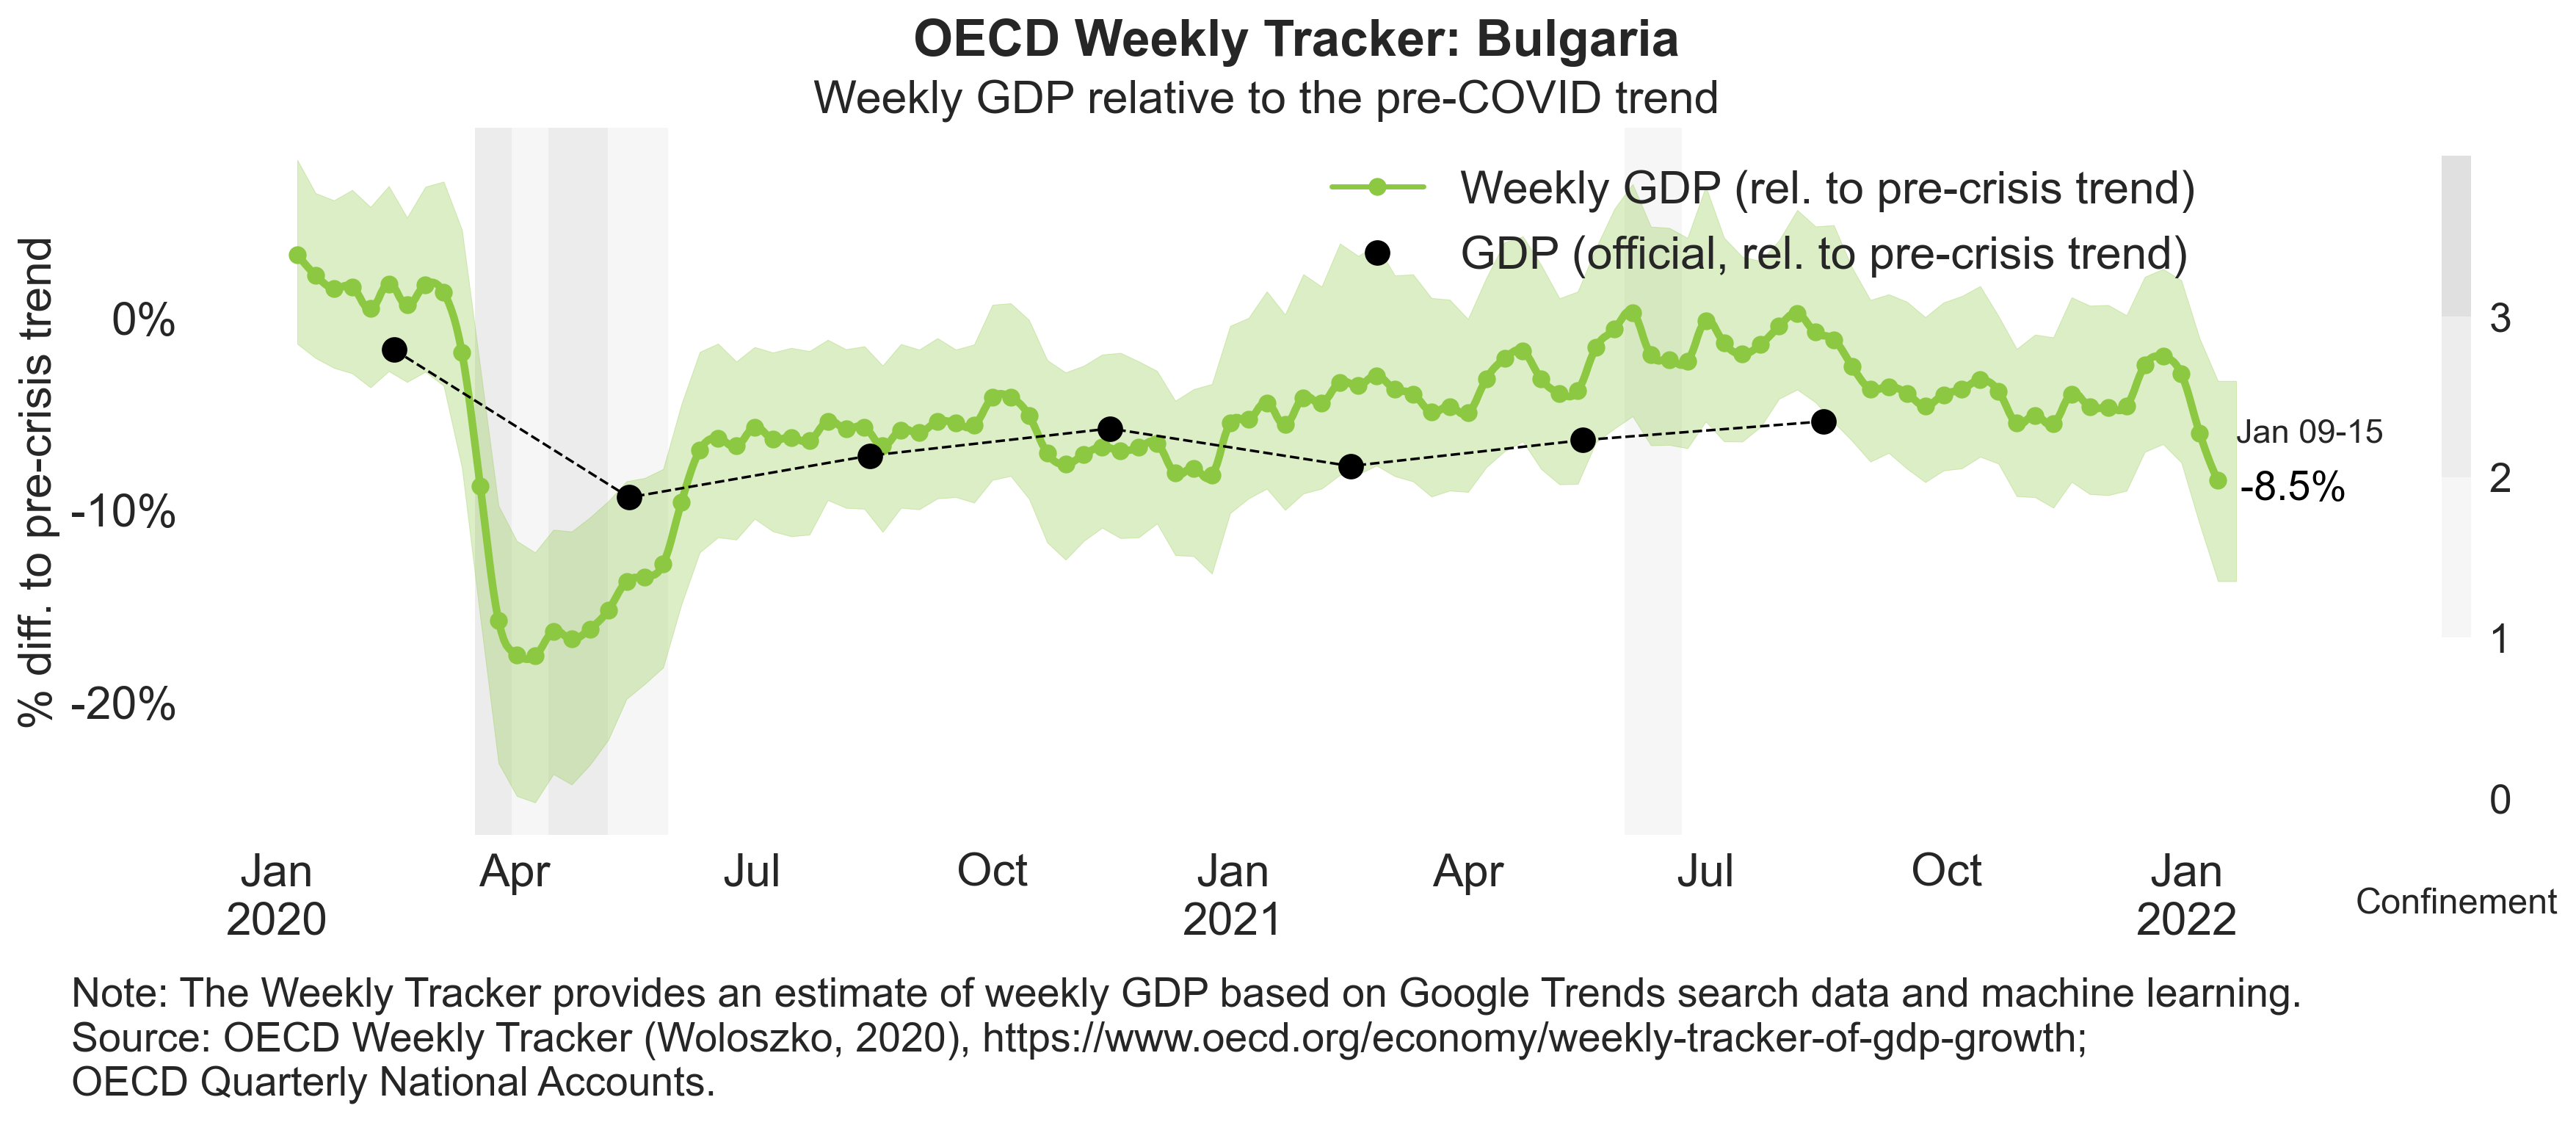 OECD Weekly Tracker: Bulgaria
Weekly GDP relative to the pre-COVID trend
Weekly GDP (rel. to pre-crisis trend)
GDP (official, rel. to pre-crisis trend)
% diff. to pre-crisis trend
0%
-10%
-20%
Jan 09-15
-8.5%
3
2
1
0
Jan Apr Jul Oct Jan Apr Jul Oct Jan
2020 2021 2022
Confinement
Note: The Weekly Tracker provides an estimate of weekly GDP based on Google Trends search data and machine learning.
Source: OECD Weekly Tracker (Woloszko, 2020), https://www.oecd.org/economy/weekly-tracker-of-gdp-growth;
OECD Quarterly National Accounts.